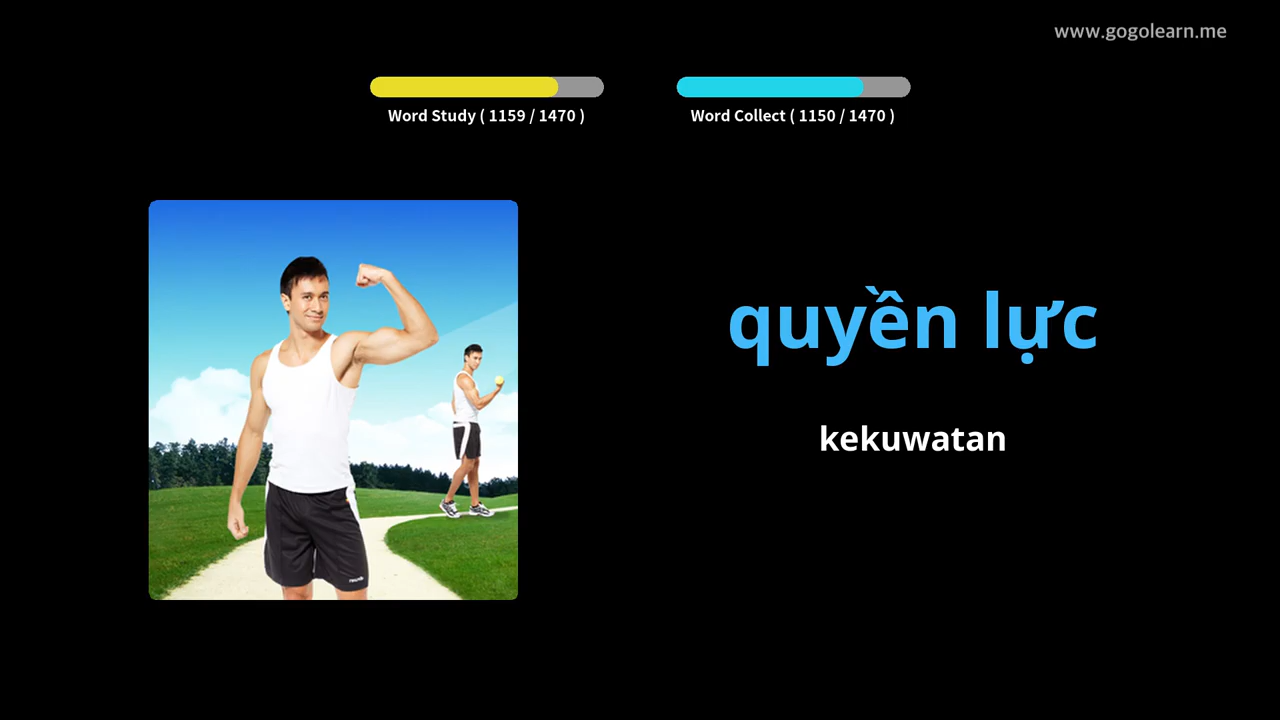 www.gogolearn.me
Word Study ( 1159 / 1470 )
Word Collect ( 1150 / 1470 )
quyền lực
kekuwatan